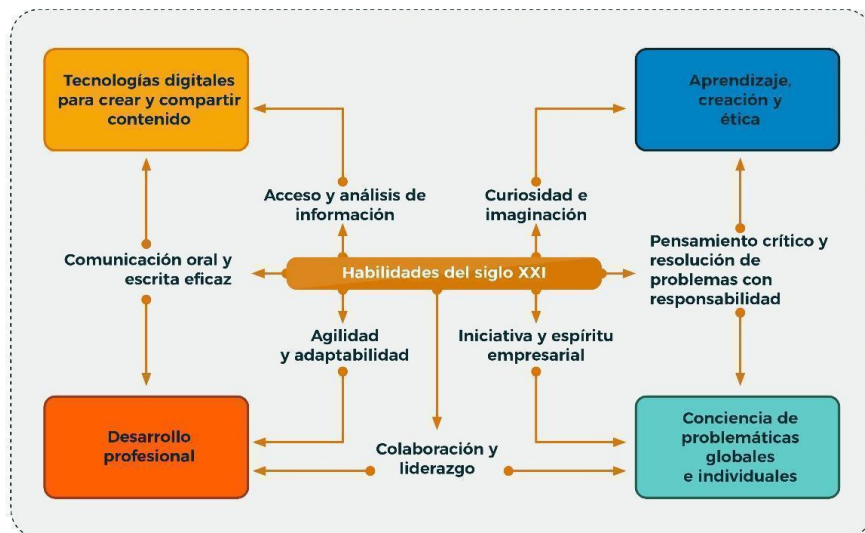 Tecnologías digitales
para crear y compartir
contenido
Aprendizaje,
creación y
ética
Acceso y análisis de
información
Curiosidad e
imaginación
Comunicación oral y
escrita eficaz
Habilidades del siglo XXI
Pensamiento crítico y
resolución de
problemas con
responsabilidad
Agilidad
y adaptabilidad
Iniciativa y espíritu
empresarial
Desarrollo
profesional
Colaboración y
liderazgo
Conciencia de
problemáticas
globales
e individuales